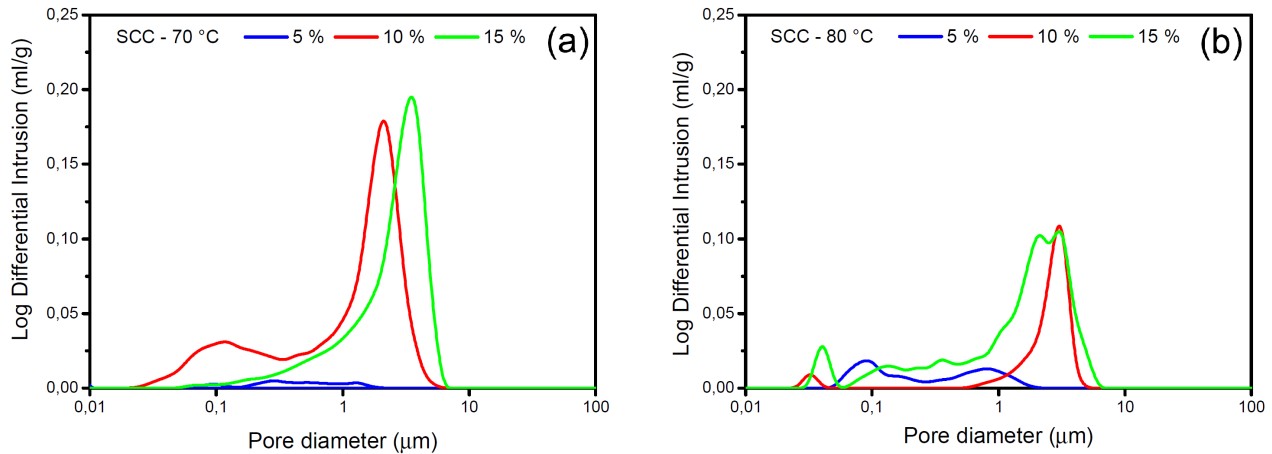 SCC - 70 °C 5 % 10 % 15 % (a)
0,25
0,20
0,15
0,10
0,05
0,00
Log Differential Intrusion (ml/g)
0,01 0,1 1 10 100
Pore diameter (μm)
SCC - 80 °C 5 % 10 % 15 % (b)
0,25
0,20
0,15
0,10
0,05
0,00
Log Differential Intrusion (ml/g)
0,01 0,1 1 10 100
Pore diameter (μm)